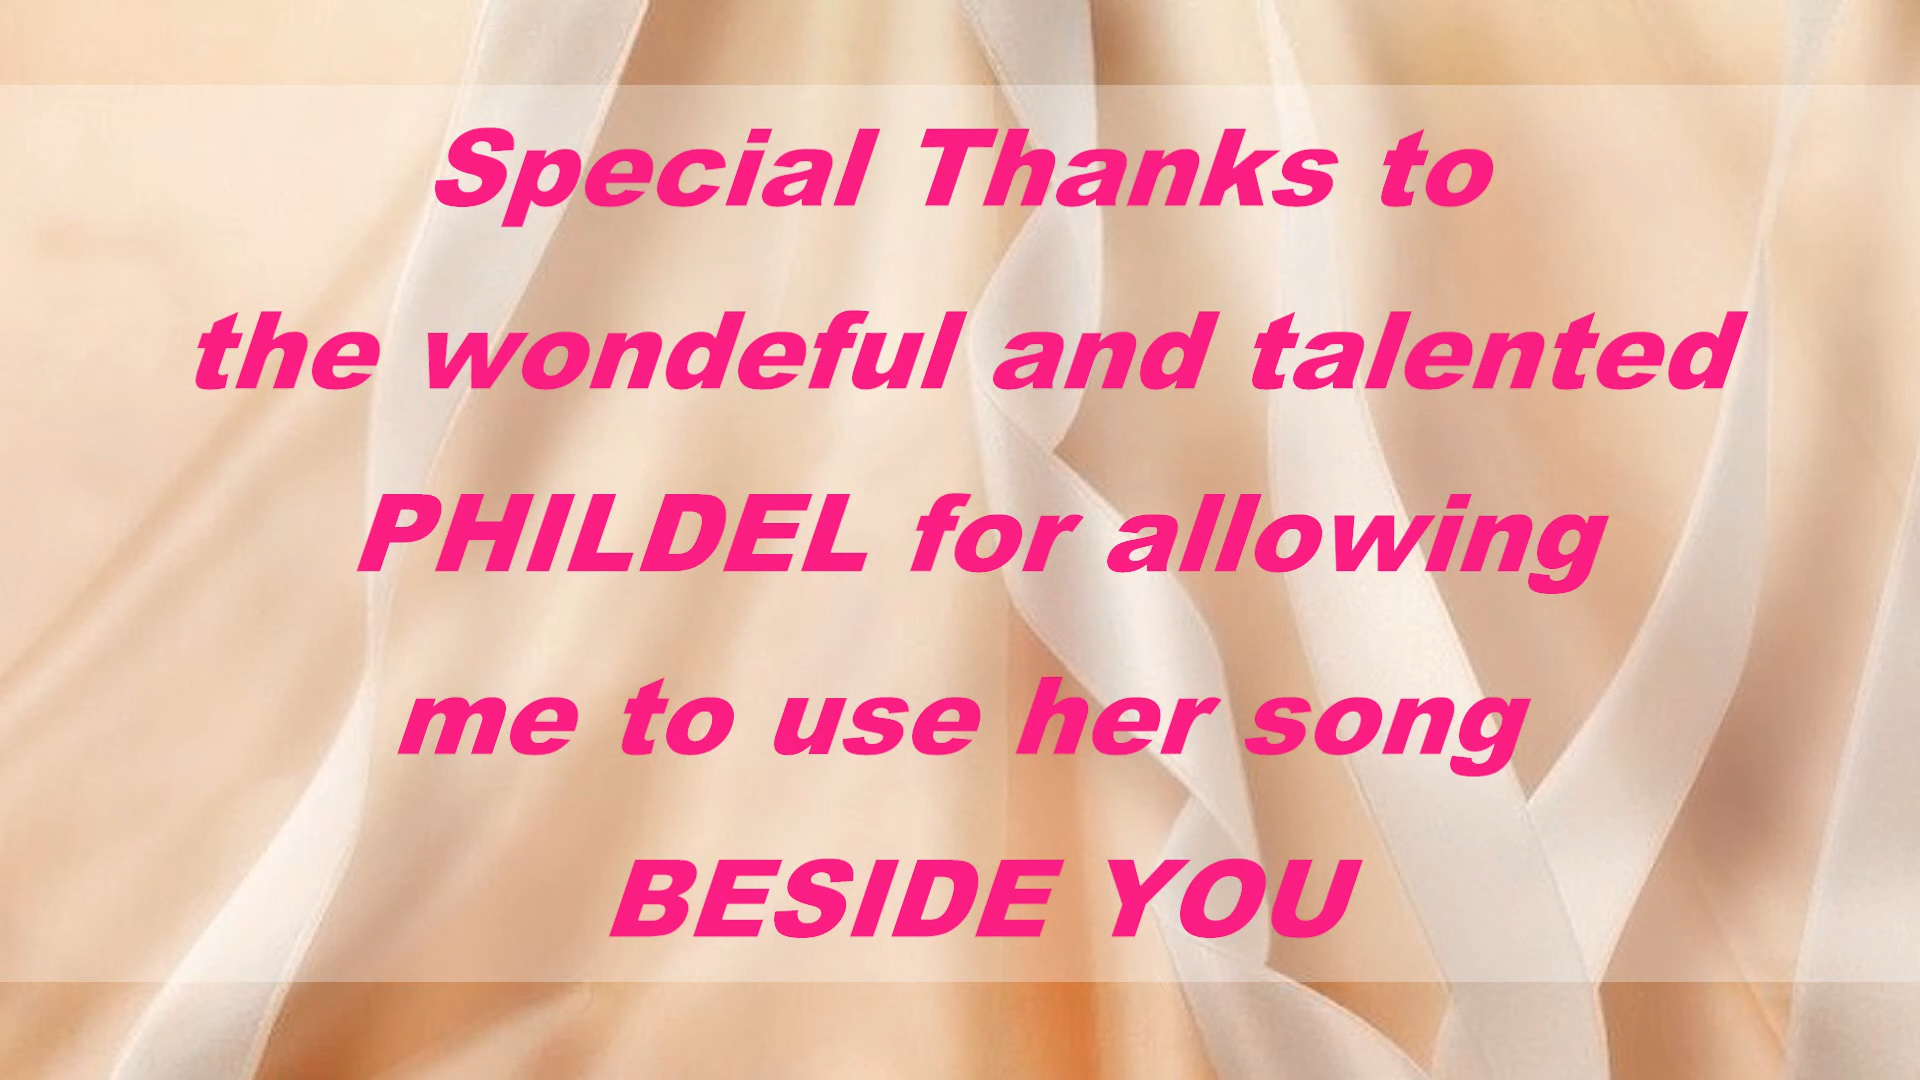 Special Thanks to
the wondeful and talented
PHILDEL for allowing
me to use her song
BESIDE YOU